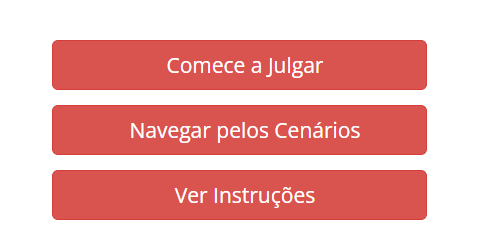 Comece a Julgar
Navegar pelos Cenários
Ver Instruções